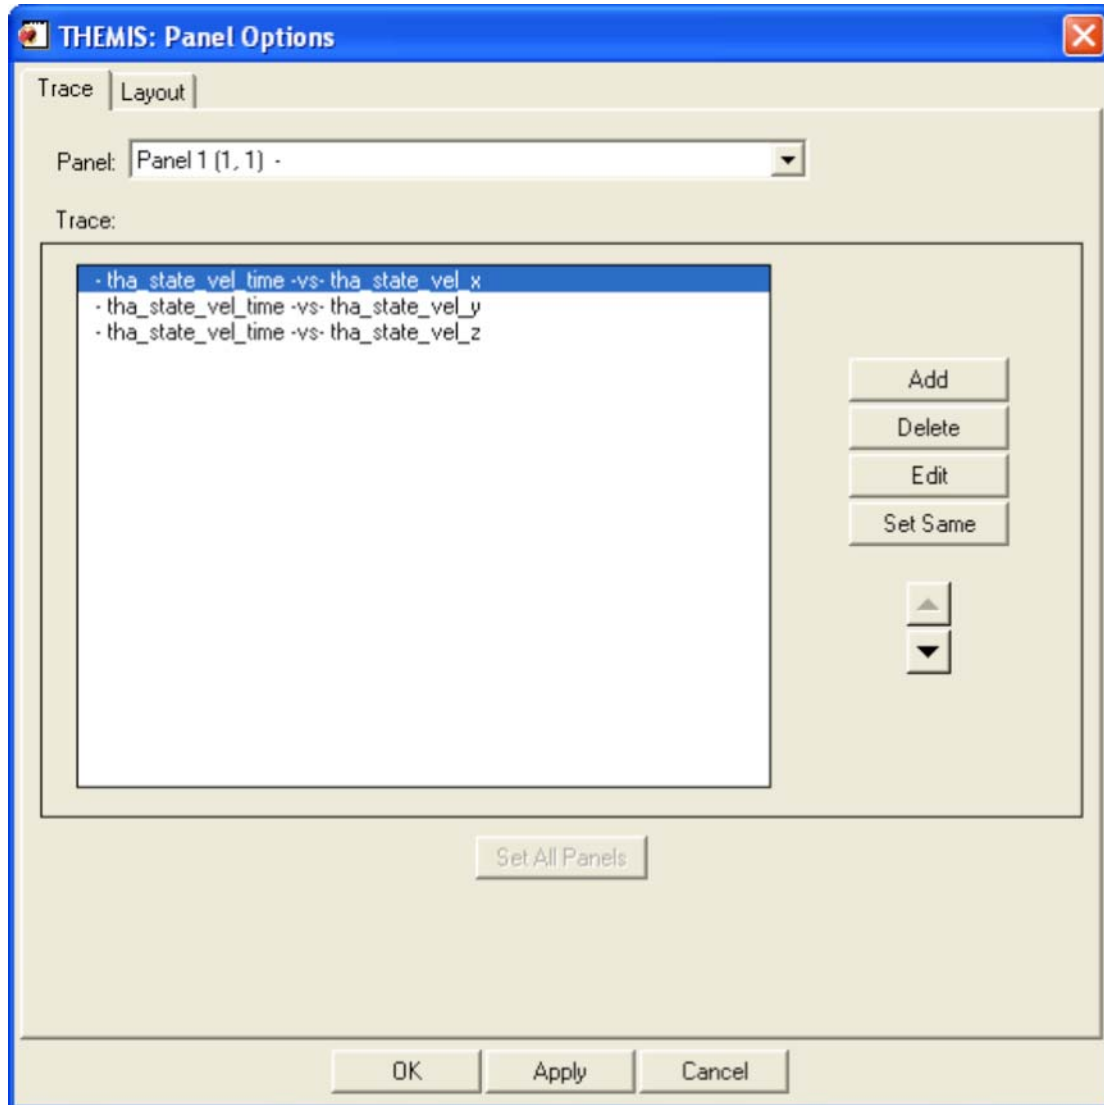 THEMIS: Panel Options
Trace
Layout
Panel: Panel 1 (1, 1) -
Trace:
- tha_state_vel_time -vs- tha_state_vel_x
- tha_state_vel_time -vs- tha_state_vel_y
- tha_state_vel_time -vs- tha_state_vel_z
Add
Delete
Edit
Set Same
Set All Panels
OK
Apply
Cancel